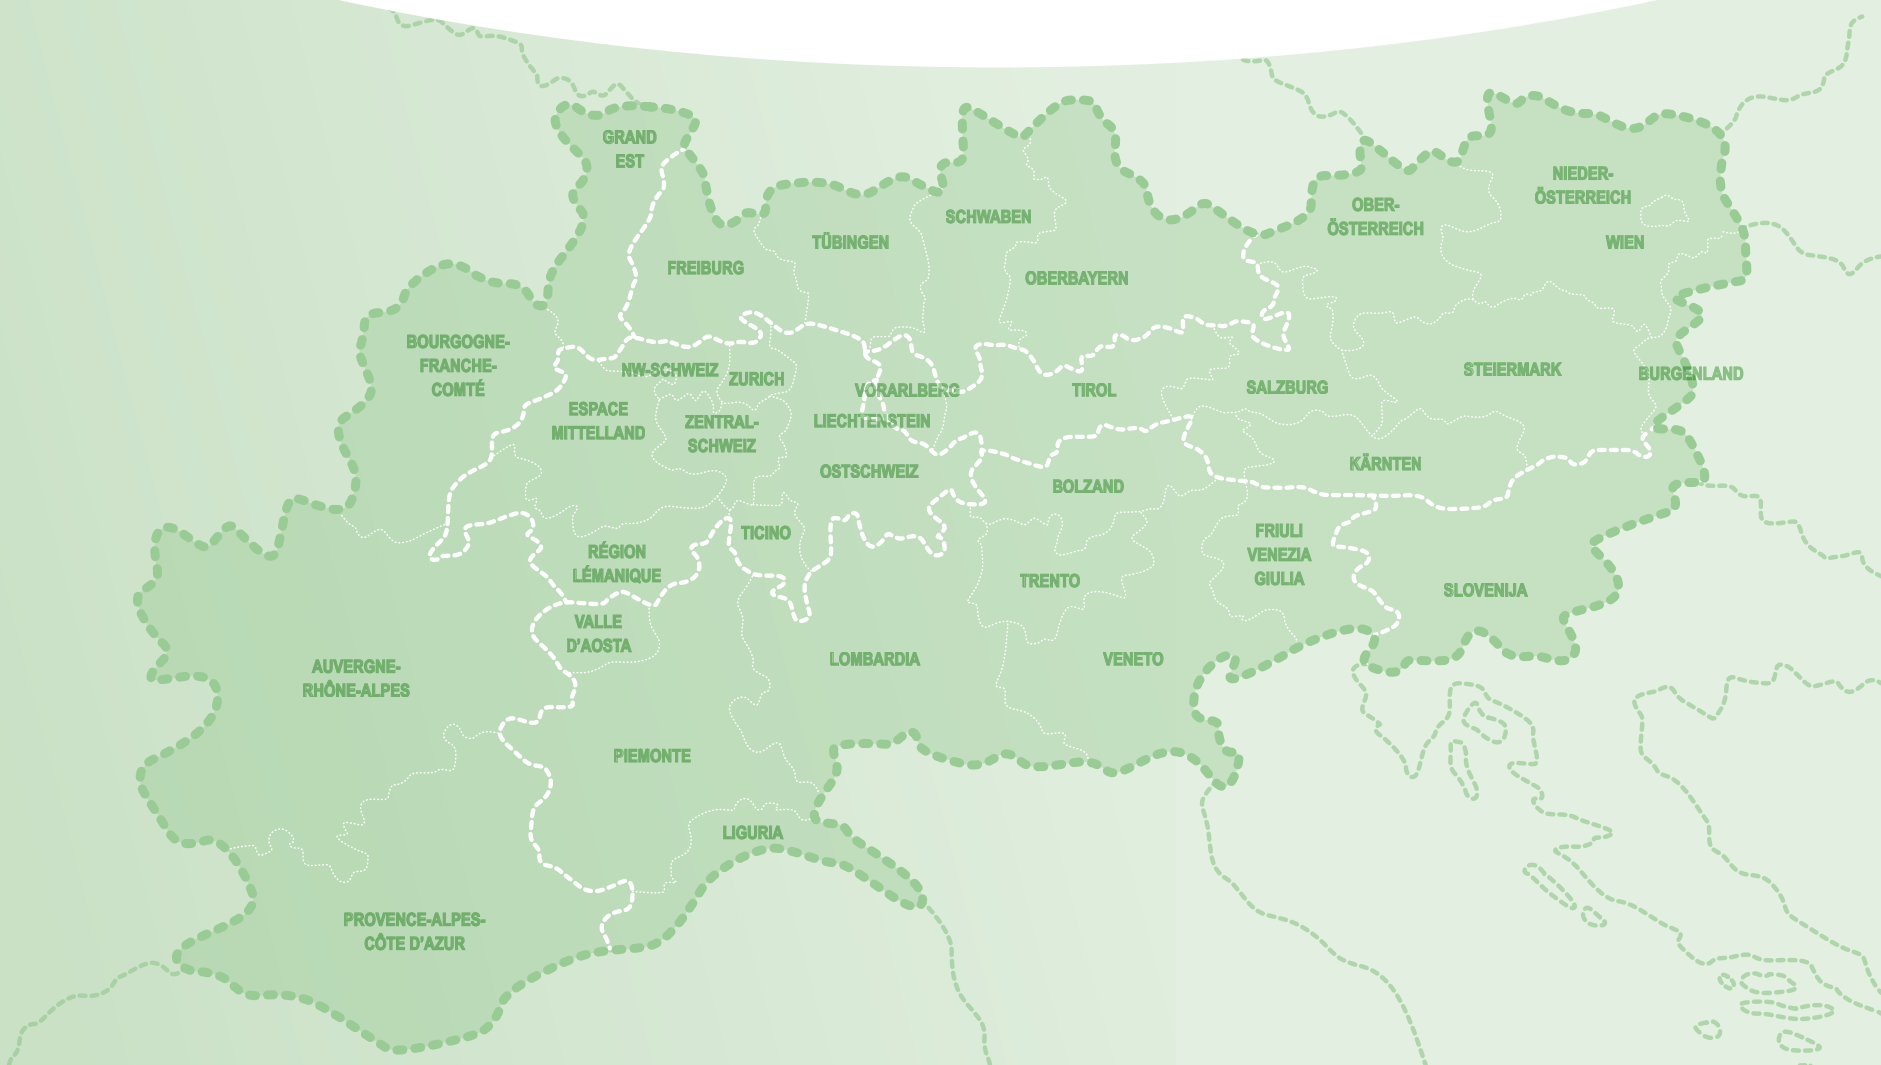 GRAND
EST
NIEDER-
ÖSTERREICH
OBER-
ÖSTERREICH
SCHWABEN
TÜBINGEN
WIEN
FREIBURG
OBERBAYERN
BOURGOGNE-
FRANCHE-
COMTÉ
NW-SCHWEIZ
ZURICH
STEIERMARK
BURGENLAND
VORARLBERG
TIROL
SALZBURG
ESPACE
MITTELLAND
ZENTRAL-
SCHWEIZ
LIECHTENSTEIN
OSTSCHWEIZ
KÄRNTEN
BOLZAND
TICINO
FRIULI
VENEZIA
GIULIA
RÉGION
LÉMANIQUE
TRENTO
SLOVENIJA
VALLE
D'AOSTA
LOMBARDIA
VENETO
AUVERGNE-
RHÔNE-ALPES
PIEMONTE
LIGURIA
PROVENCE-ALPES-
CÔTE D'AZUR